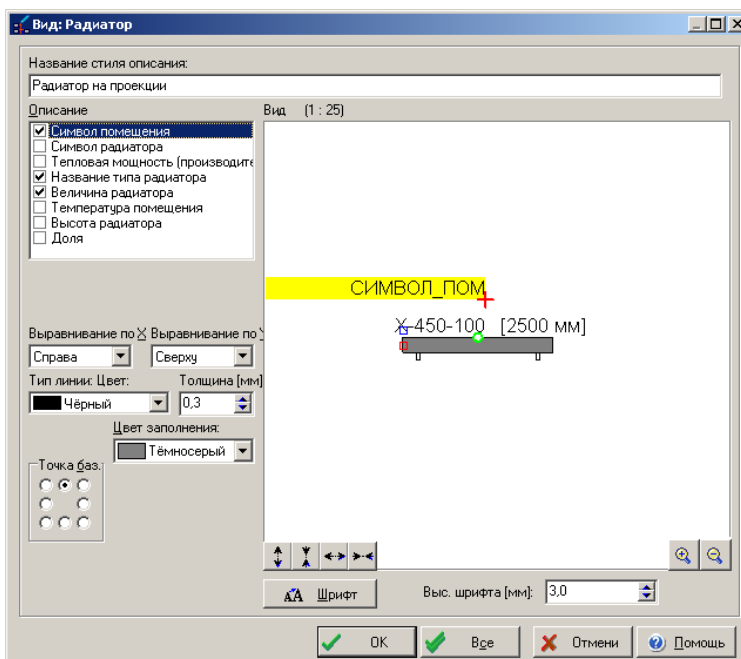 Вид: Радиатор
Название стиля описания:
Радиатор на проекции
Описание
Вид (1 : 25)
Символ помещения
Символ радиатора
Тепловая мощность (производите
Название типа радиатора
Величина радиатора
Температура помещения
Высота радиатора
Доля
СИМВОЛ_ПОМ
X-450-100 [2500 мм]
Выравнивание по X Выравнивание по Y
Справа Сверху
Тип линии: Цвет: Толщина [мм]
Чёрный 0,3
Цвет заполнения:
Тёмносерый
Точка баз.:
Шрифт Выс. шрифта [мм]: 3,0
OK Все Отмени Помощь